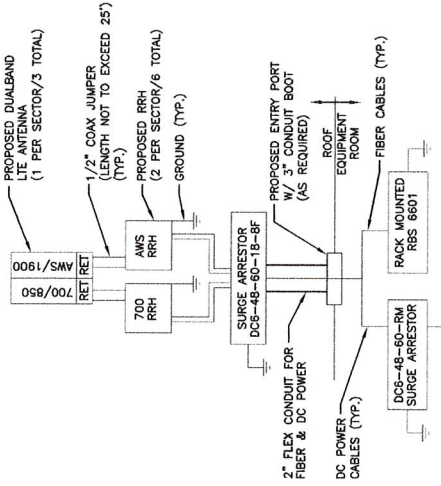 PROPOSED DUALBAND
LTE ANTENNA
(1 PER SECTOR/3 TOTAL)
700/850
AWS/1900
RET
RET
1/2" COAX JUMPER
(LENGTH NOT TO EXCEED 25')
(TYP.)
700
RRH
AWS
RRH
PROPOSED RRH
(2 PER SECTOR/6 TOTAL)
GROUND (TYP.)
SURGE ARRESTOR
DC6-48-60-18-8F
2" FLEX CONDUIT FOR
FIBER & DC POWER
PROPOSED ENTRY PORT
W/ 3" CONDUIT BOOT
(AS REQUIRED)
ROOF
EQUIPMENT
ROOM
DC POWER
CABLES (TYP.)
FIBER CABLES (TYP.)
DC6-48-60-RM
SURGE ARRESTOR
RACK MOUNTED
RBS 6601